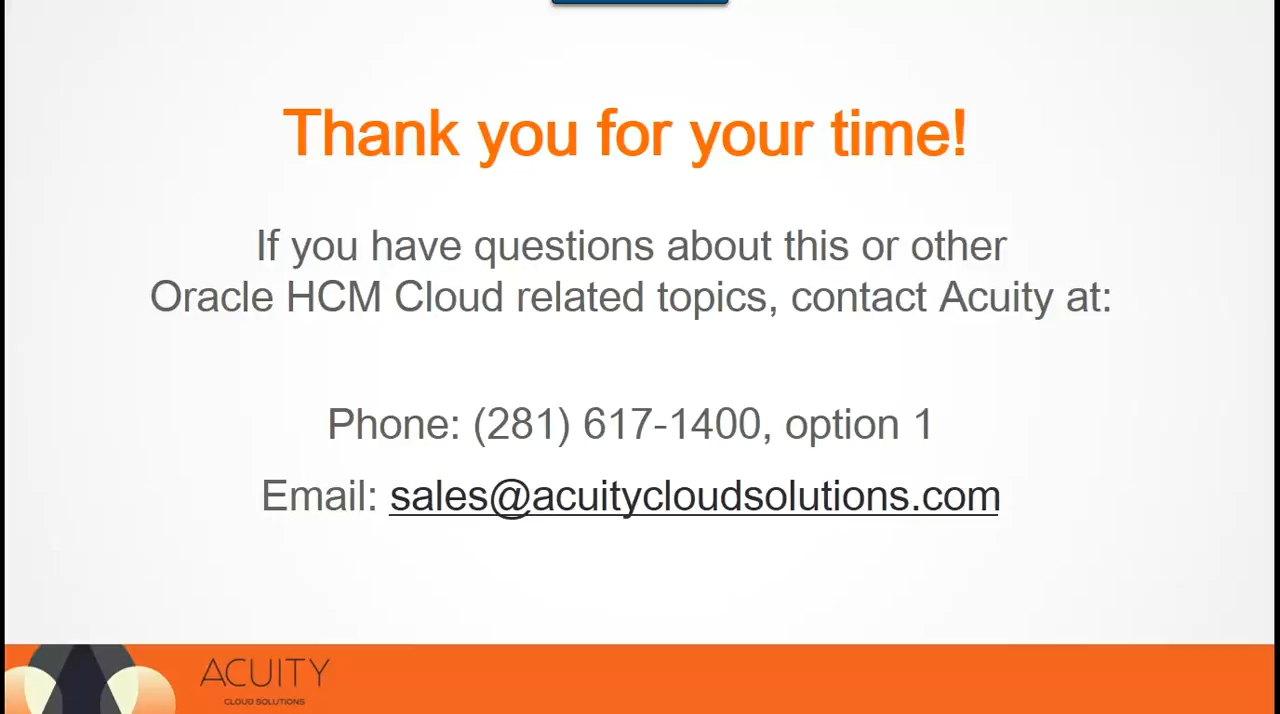 Thank you for your time!
If you have questions about this or other
Oracle HCM Cloud related topics, contact Acuity at:
Phone: (281) 617-1400, option 1
Email: sales@acuitycloudsolutions.com
ACUITY
CLOUD SOLUTIONS